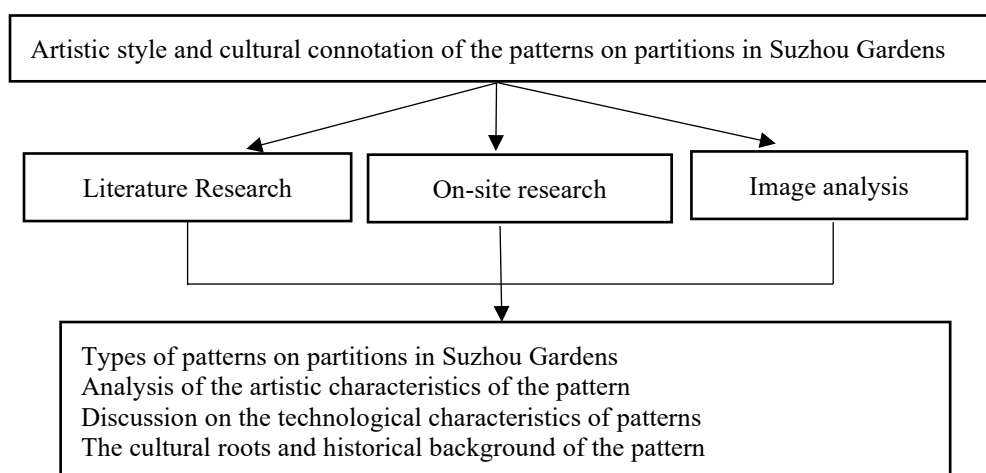 Artistic style and cultural connotation of the patterns on partitions in Suzhou Gardens
Literature Research
On-site research
Image analysis
Types of patterns on partitions in Suzhou Gardens
Analysis of the artistic characteristics of the pattern
Discussion on the technological characteristics of patterns
The cultural roots and historical background of the pattern